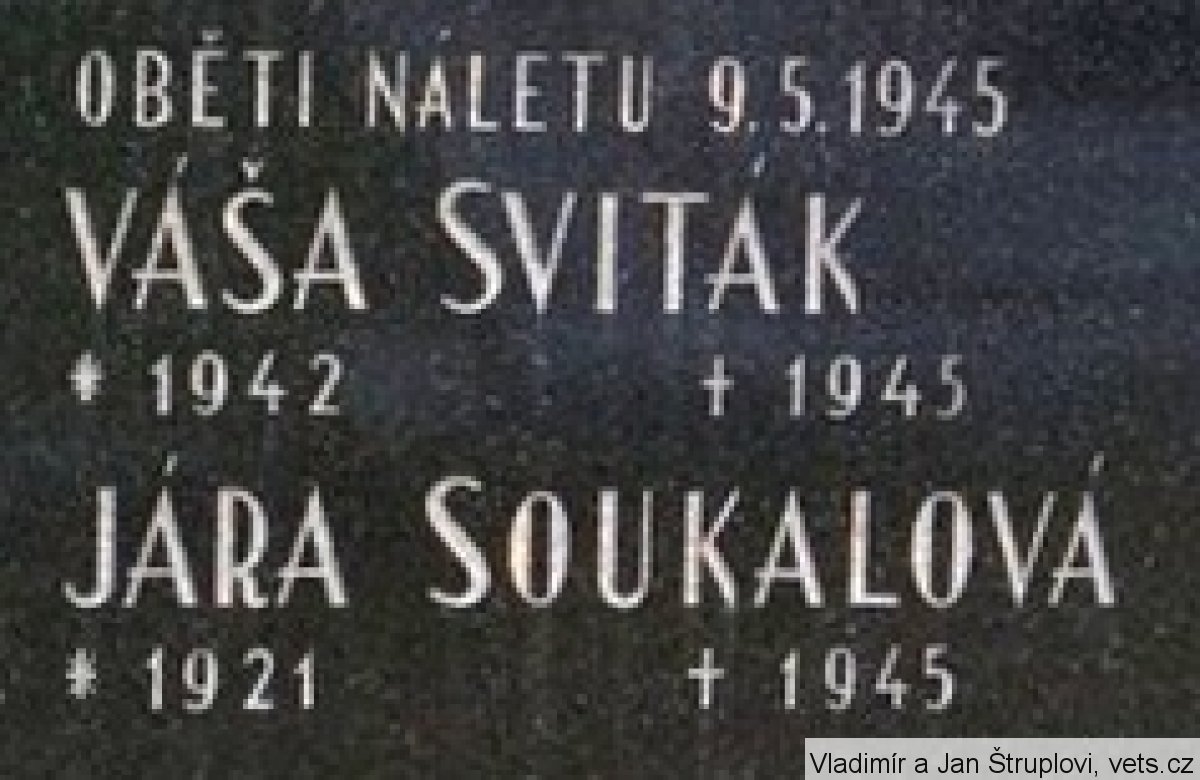 OBĚTI NÁLETU 9.5.1945
VÁŠA SVITÁK
* 1942 † 1945
JÁRA SOUKALOVÁ
* 1921 † 1945
Vladimír a Jan Štruplovi, vets.cz